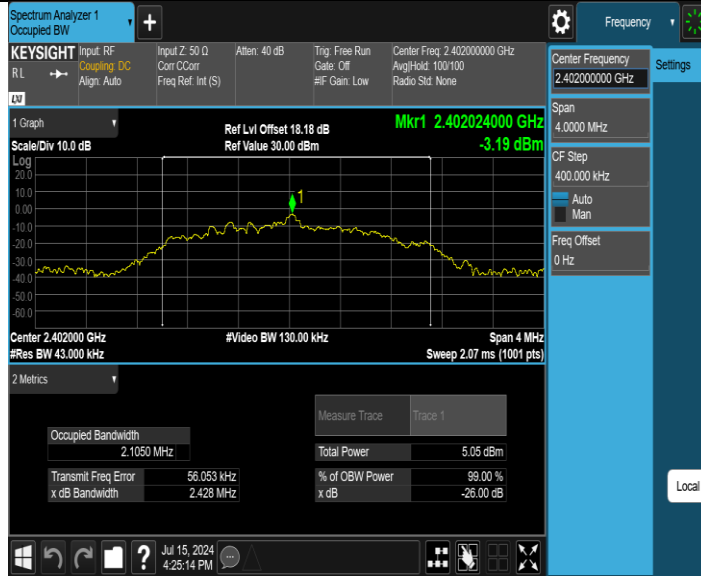 Spectrum Analyzer 1
Occupied BW
+
Frequency
KEYSIGHT
Input: RF
Coupling: DC
Align: Auto
Input Z: 50 Ω
Corr CCorr
Freq Ref: Int (S)
Atten: 40 dB
Trig: Free Run
Gate: Off
#IF Gain: Low
Center Freq: 2.402000000 GHz
Avg|Hold: 100/100
Radio Std: None
RL
LXI
Center Frequency
2.402000000 GHz
Settings
Span
4.0000 MHz
CF Step
400.000 kHz
Auto
Man
Freq Offset
0 Hz
Local
1 Graph
Scale/Div 10.0 dB
Ref Lvl Offset 18.18 dB
Ref Value 30.00 dBm
Mkr1 2.402024000 GHz
-3.19 dBm
Log
20.0
10.0
0.00
-10.0
-20.0
-30.0
-40.0
-50.0
-60.0
1
Center 2.402000 GHz
#Res BW 43.000 kHz
#Video BW 130.00 kHz
Span 4 MHz
Sweep 2.07 ms (1001 pts)
2 Metrics
Measure Trace
Trace 1
Occupied Bandwidth
2.1050 MHz
Total Power
5.05 dBm
Transmit Freq Error
56.053 kHz
% of OBW Power
99.00 %
x dB Bandwidth
2.428 MHz
x dB
-26.00 dB
?
Jul 15, 2024
4:25:14 PM